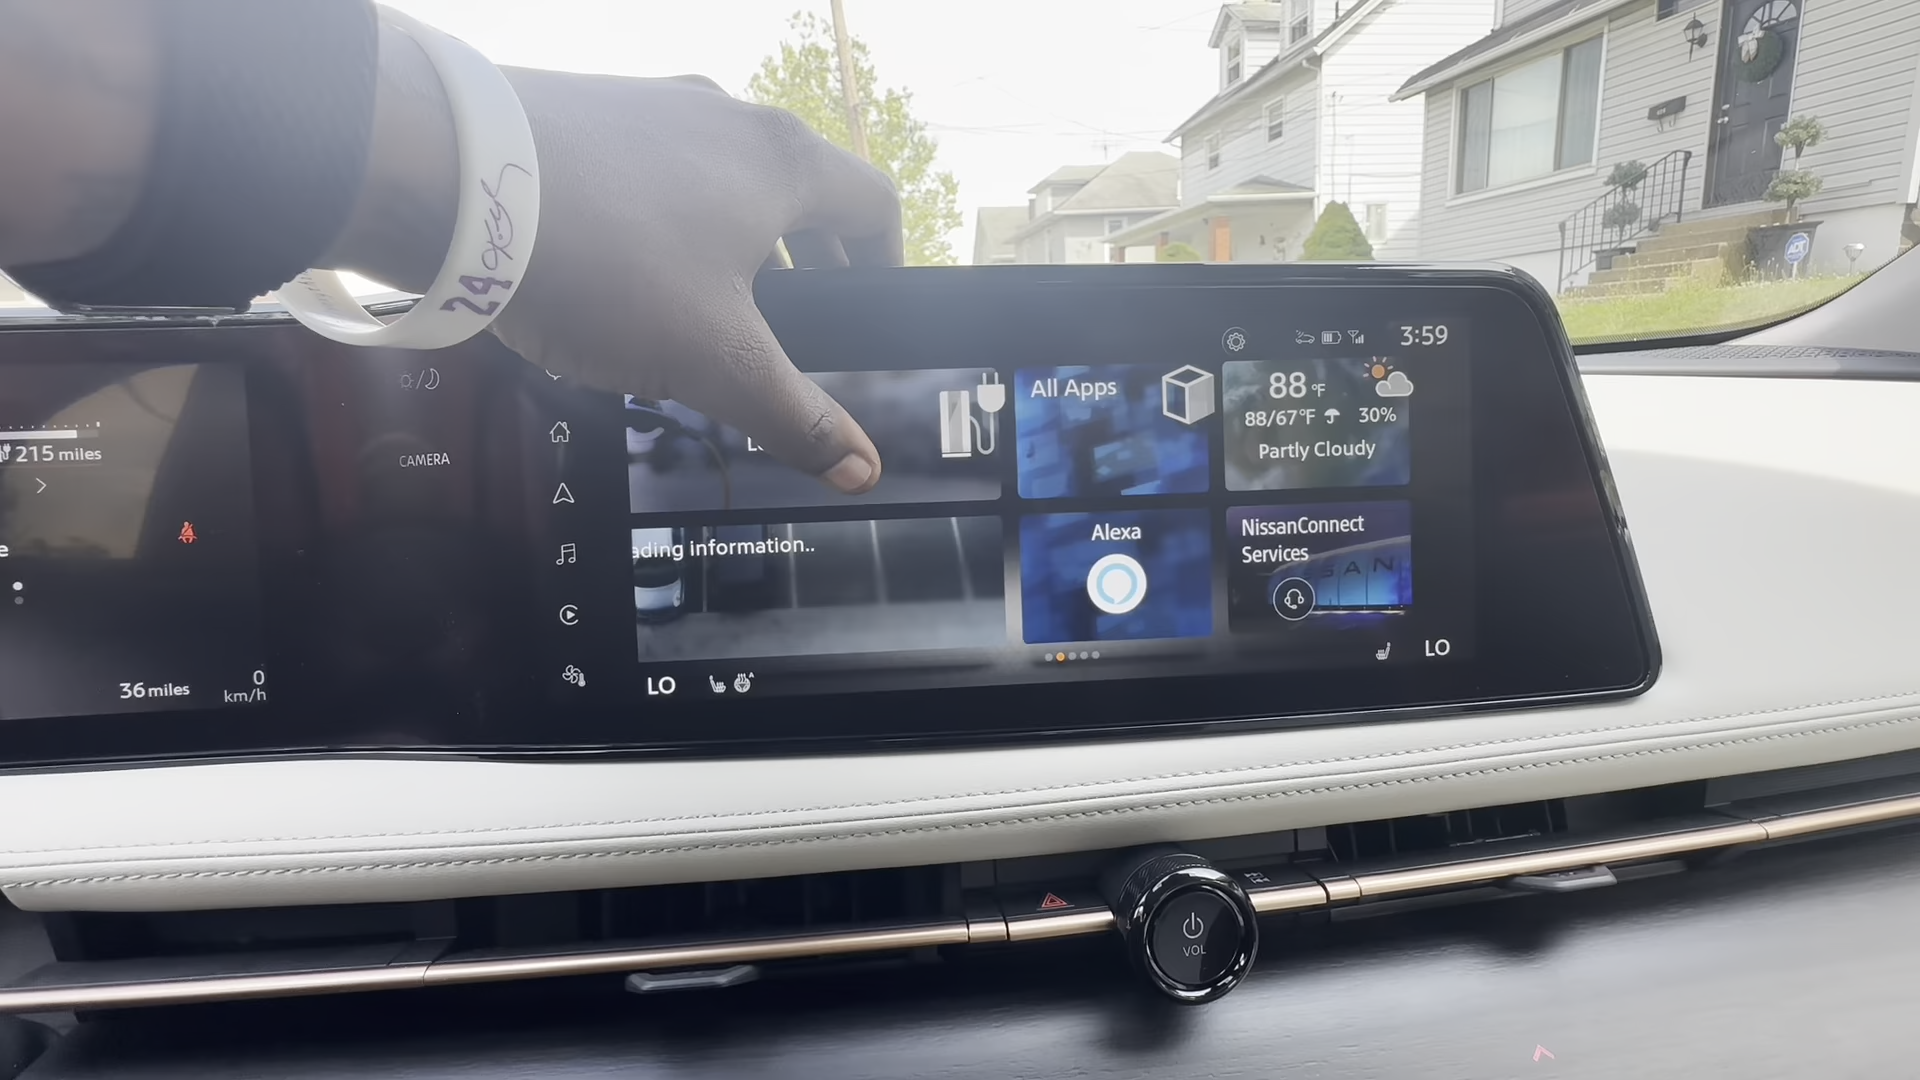 3:59
215 miles
CAMERA
36 miles
0
km/h
ading information..
All Apps
88 °F
88/67°F 30%
Partly Cloudy
Alexa
NissanConnect
Services
LO
LO
VOL
ADT